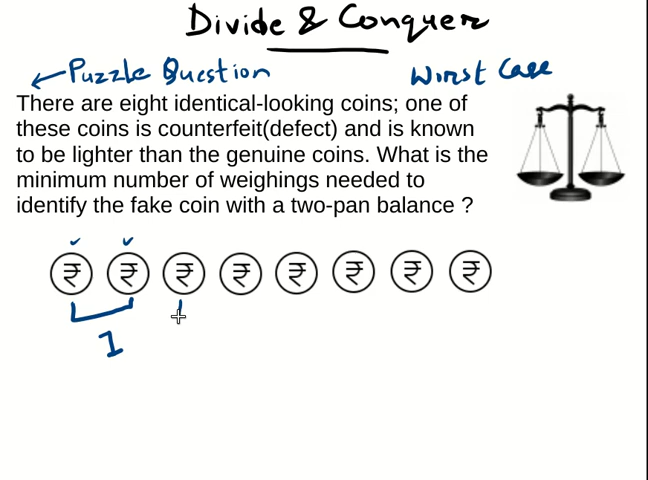 Divide & Conquer
Puzzle Question
Worst Case
There are eight identical-looking coins; one of
these coins is counterfeit(defect) and is known
to be lighter than the genuine coins. What is the
minimum number of weighings needed to
identify the fake coin with a two-pan balance ?
₹ ₹ ₹ ₹ ₹ ₹ ₹ ₹
1